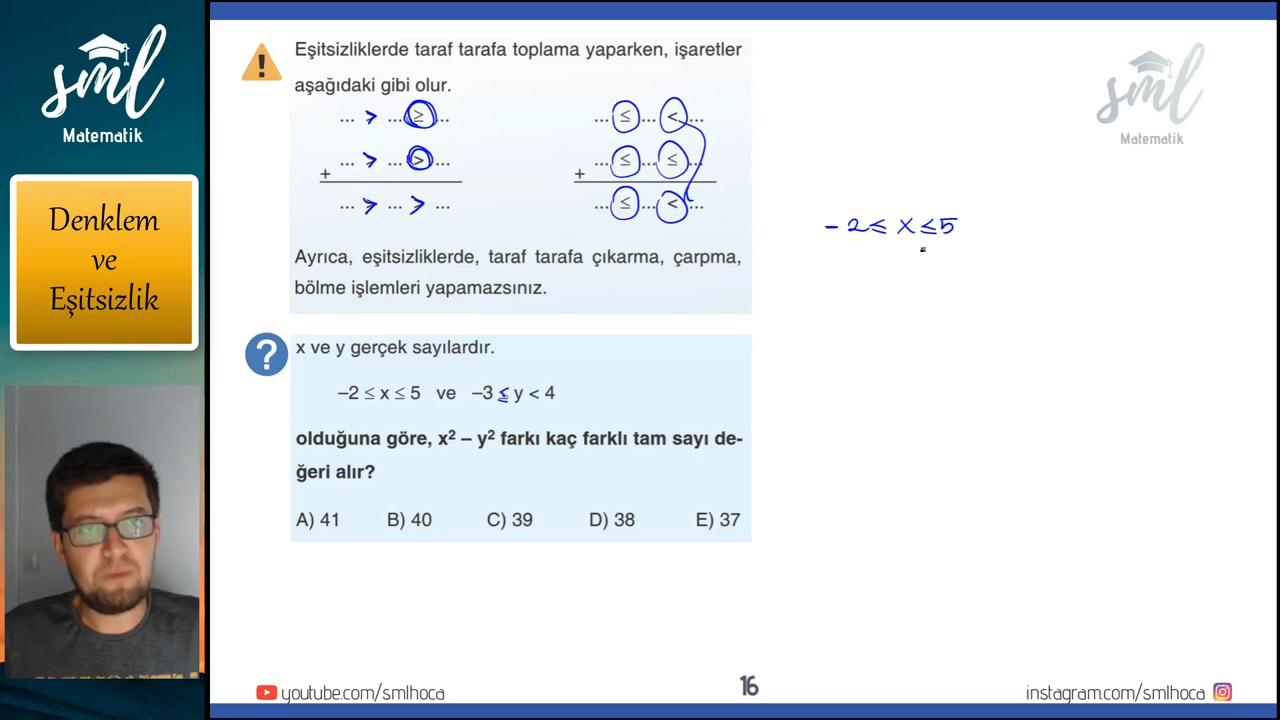 sml
Matematik
Denklem
ve
Eşitsizlik
Eşitsizliklerde taraf tarafa toplama yaparken, işaretler
aşağıdaki gibi olur.
... > ... ≥ ...
... > ... > ...
+
... > ... > ...
... ≤ ... < ...
... ≤ ... ≤ ...
+
... ≤ ... < ...
Ayrıca, eşitsizliklerde, taraf tarafa çıkarma, çarpma,
bölme işlemleri yapamazsınız.
?
x ve y gerçek sayılardır.
–2 ≤ x ≤ 5 ve –3 ≤ y < 4
olduğuna göre, x² – y² farkı kaç farklı tam sayı de-
ğeri alır?
A) 41 B) 40 C) 39 D) 38 E) 37
sml
Matematik
-2 ≤ x ≤ 5
youtube.com/smlhoca
16
instagram.com/smlhoca